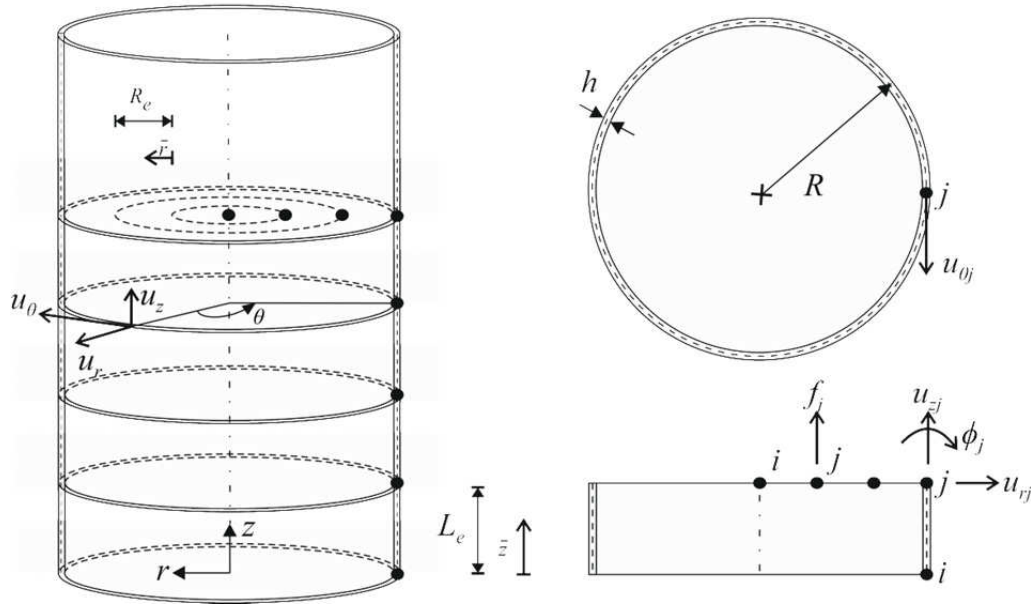 R_e
r̄
u_θ
u_z
θ
u_r
z
r
L_e
z̄
h
R
j
u_θj
f_j
u_zj
ϕ_j
i
j
j
u_rj
i